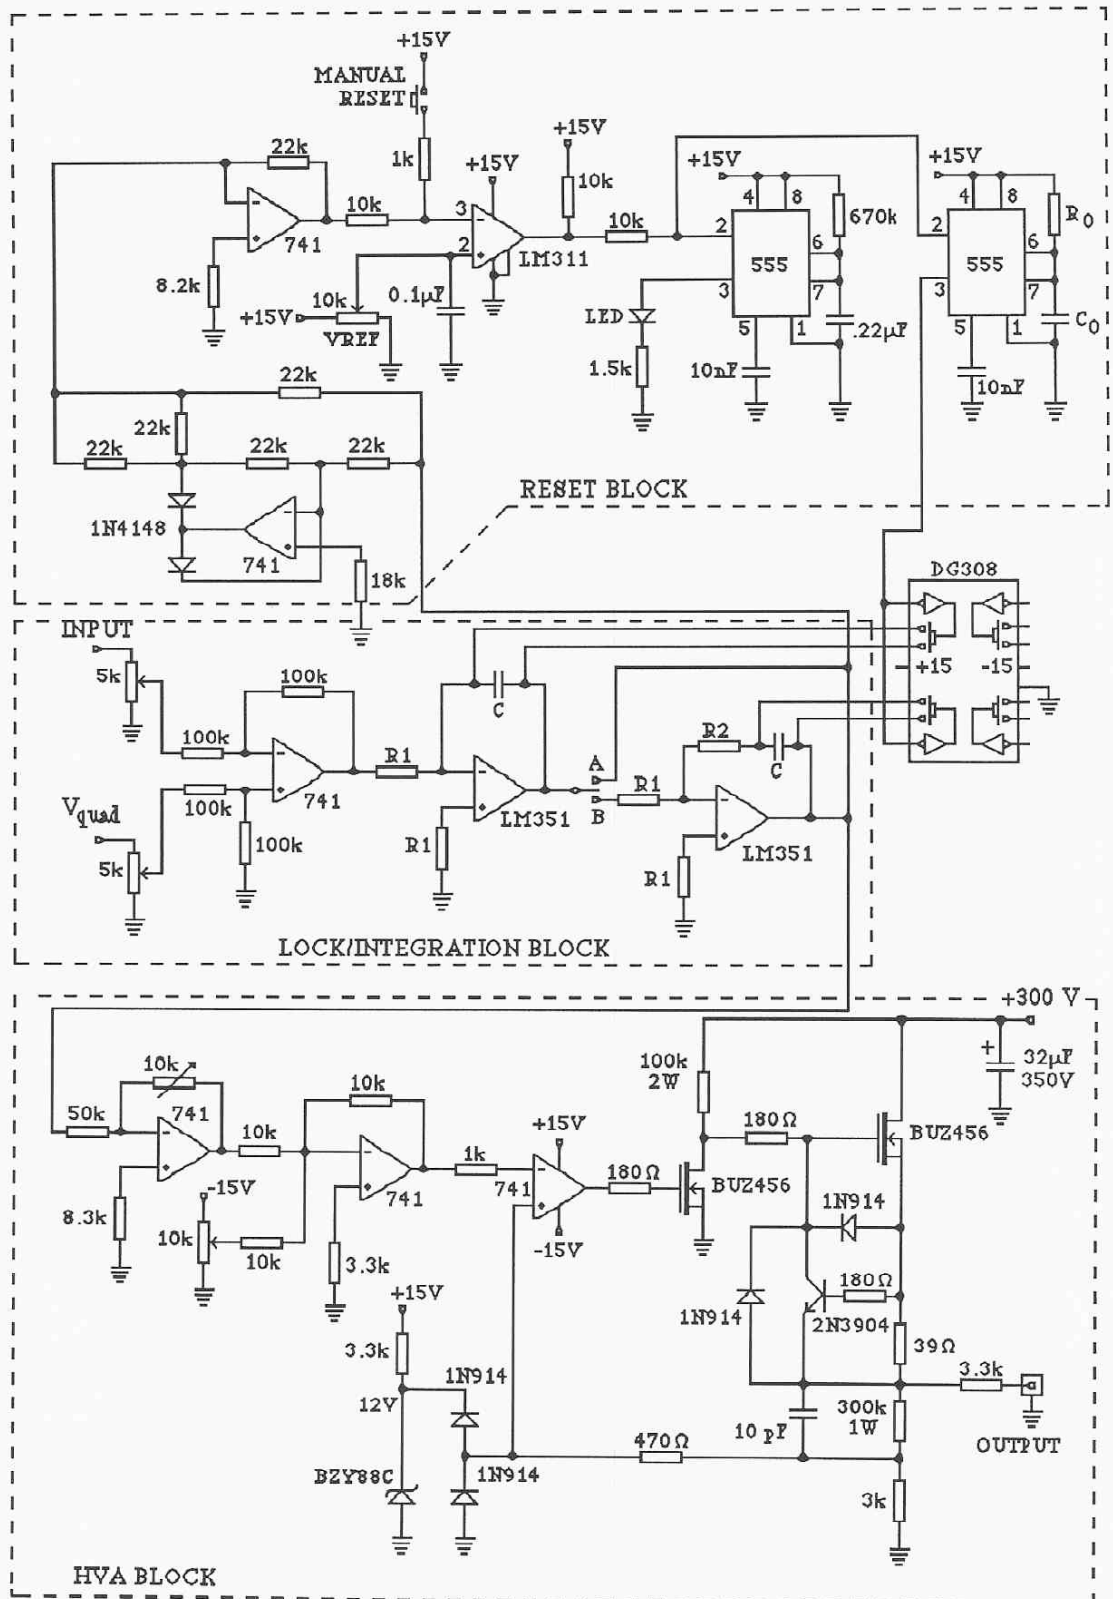 +15V
MANUAL
RESET
22k
1k
+15V
+15V
10k
+15V
+15V
4
8
670k
4
8
R0
10k
3
10k
2
6
2
6
741
2
LM311
555
555
8.2k
10k
0.1µF
3
7
3
7
+15V
VREF
LED
5
1
.22µF
5
1
C0
1.5k
10nF
10nF
22k
22k
22k
22k
22k
RESET BLOCK
1N4148
741
18k
DG308
INPUT
5k
100k
C
+15
-15
100k
R1
R2
A
C
R1
741
B
Vquad
100k
LM351
5k
100k
R1
LM351
R1
LOCK/INTEGRATION BLOCK
+300 V
10k
100k
2W
+
32µF
350V
10k
50k
741
180Ω
10k
+15V
BUZ456
1k
180Ω
741
741
BUZ456
-15V
8.3k
1N914
10k
-15V
10k
3.3k
180Ω
+15V
1N914
2N3904
39Ω
3.3k
1N914
3.3k
12V
300k
1W
10 pF
470Ω
OUTPUT
BZY88C
1N914
3k
HVA BLOCK